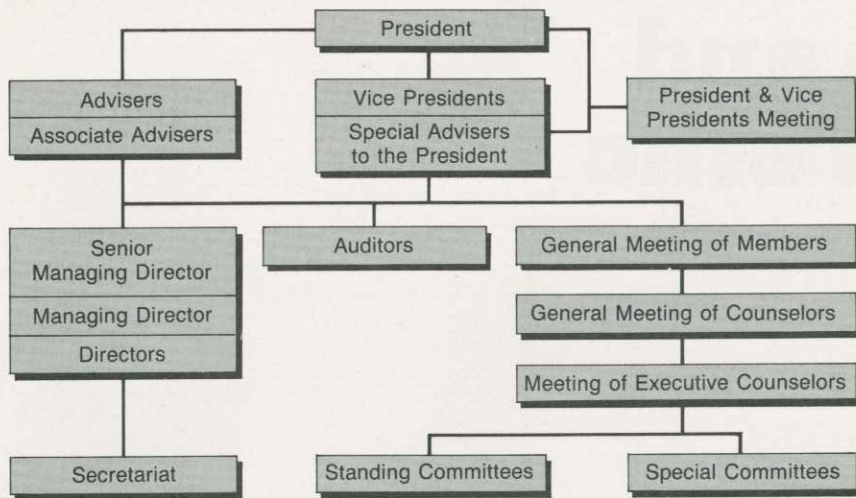 President
Advisers
Associate Advisers
Vice Presidents
Special Advisers
to the President
President & Vice
Presidents Meeting
Senior
Managing Director
Managing Director
Directors
Auditors
General Meeting of Members
General Meeting of Counselors
Meeting of Executive Counselors
Secretariat
Standing Committees
Special Committees